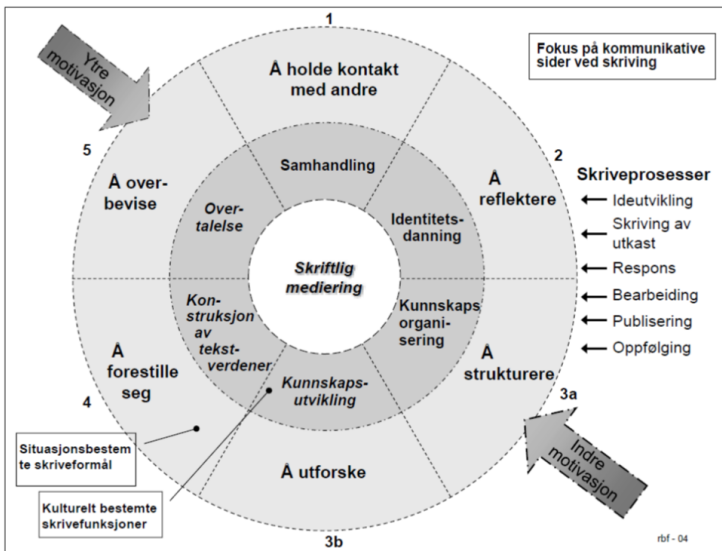 1
Ytre
motivasjon
Å holde kontakt
med andre
Fokus på kommunikative
sider ved skriving
5
2
Å over-
bevise
Samhandling
Å
reflektere
Skriveprosesser
Ideutvikling
Skriving av
utkast
Respons
Bearbeiding
Publisering
Oppfølging
Over-
talelse
Identitets-
danning
Skriftlig
mediering
Kon-
struksjon
av
tekst-
verdener
Kunnskaps
organi-
sering
Å
forestille
seg
Å
strukturere
Kunnskaps-
utvikling
4
3a
Situasjonsbestem
te skriveformål
Å utforske
Indre
motivasjon
Kulturelt bestemte
skrivefunksjoner
3b
rbf - 04